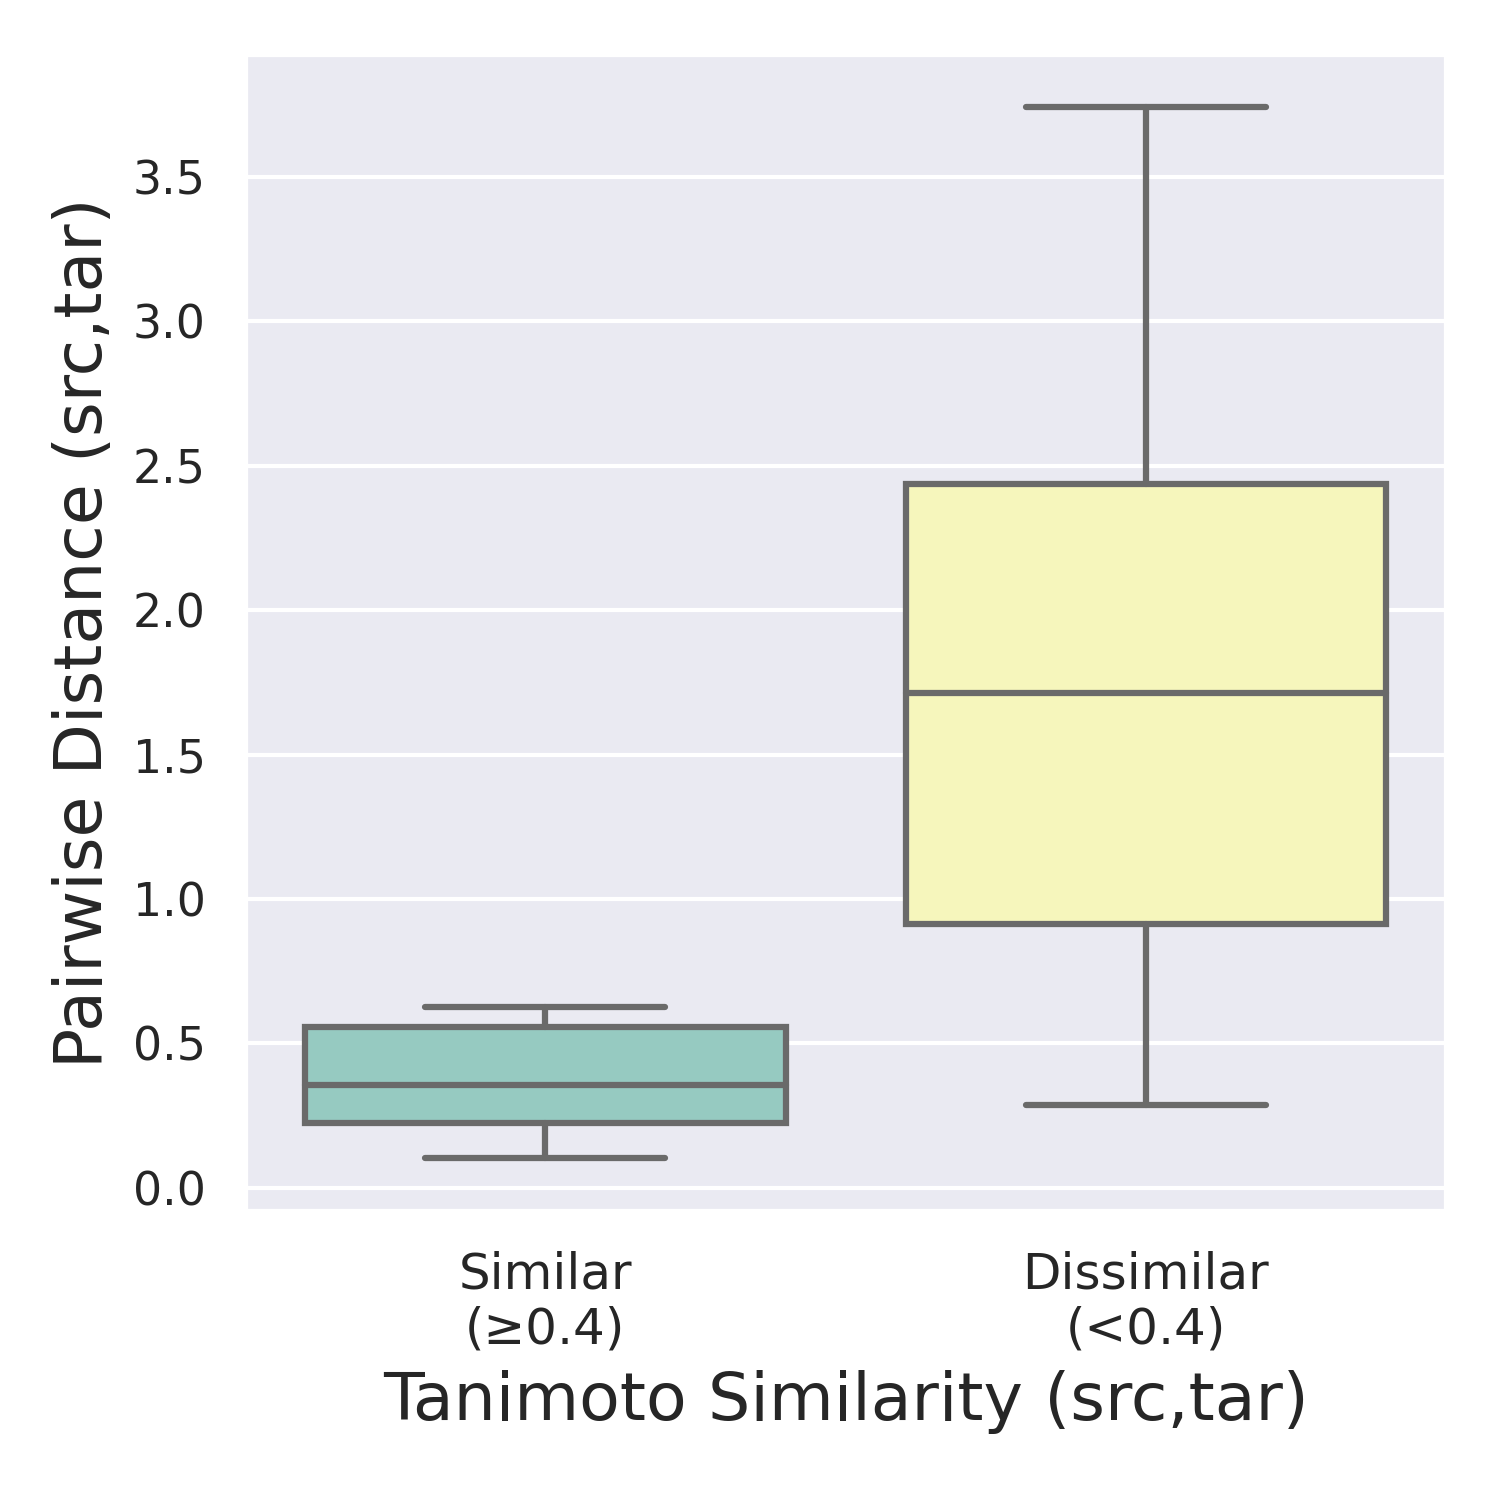 Pairwise Distance (src,tar)
3.5
3.0
2.5
2.0
1.5
1.0
0.5
0.0
Similar
(≥0.4)
Dissimilar
(<0.4)
Tanimoto Similarity (src,tar)